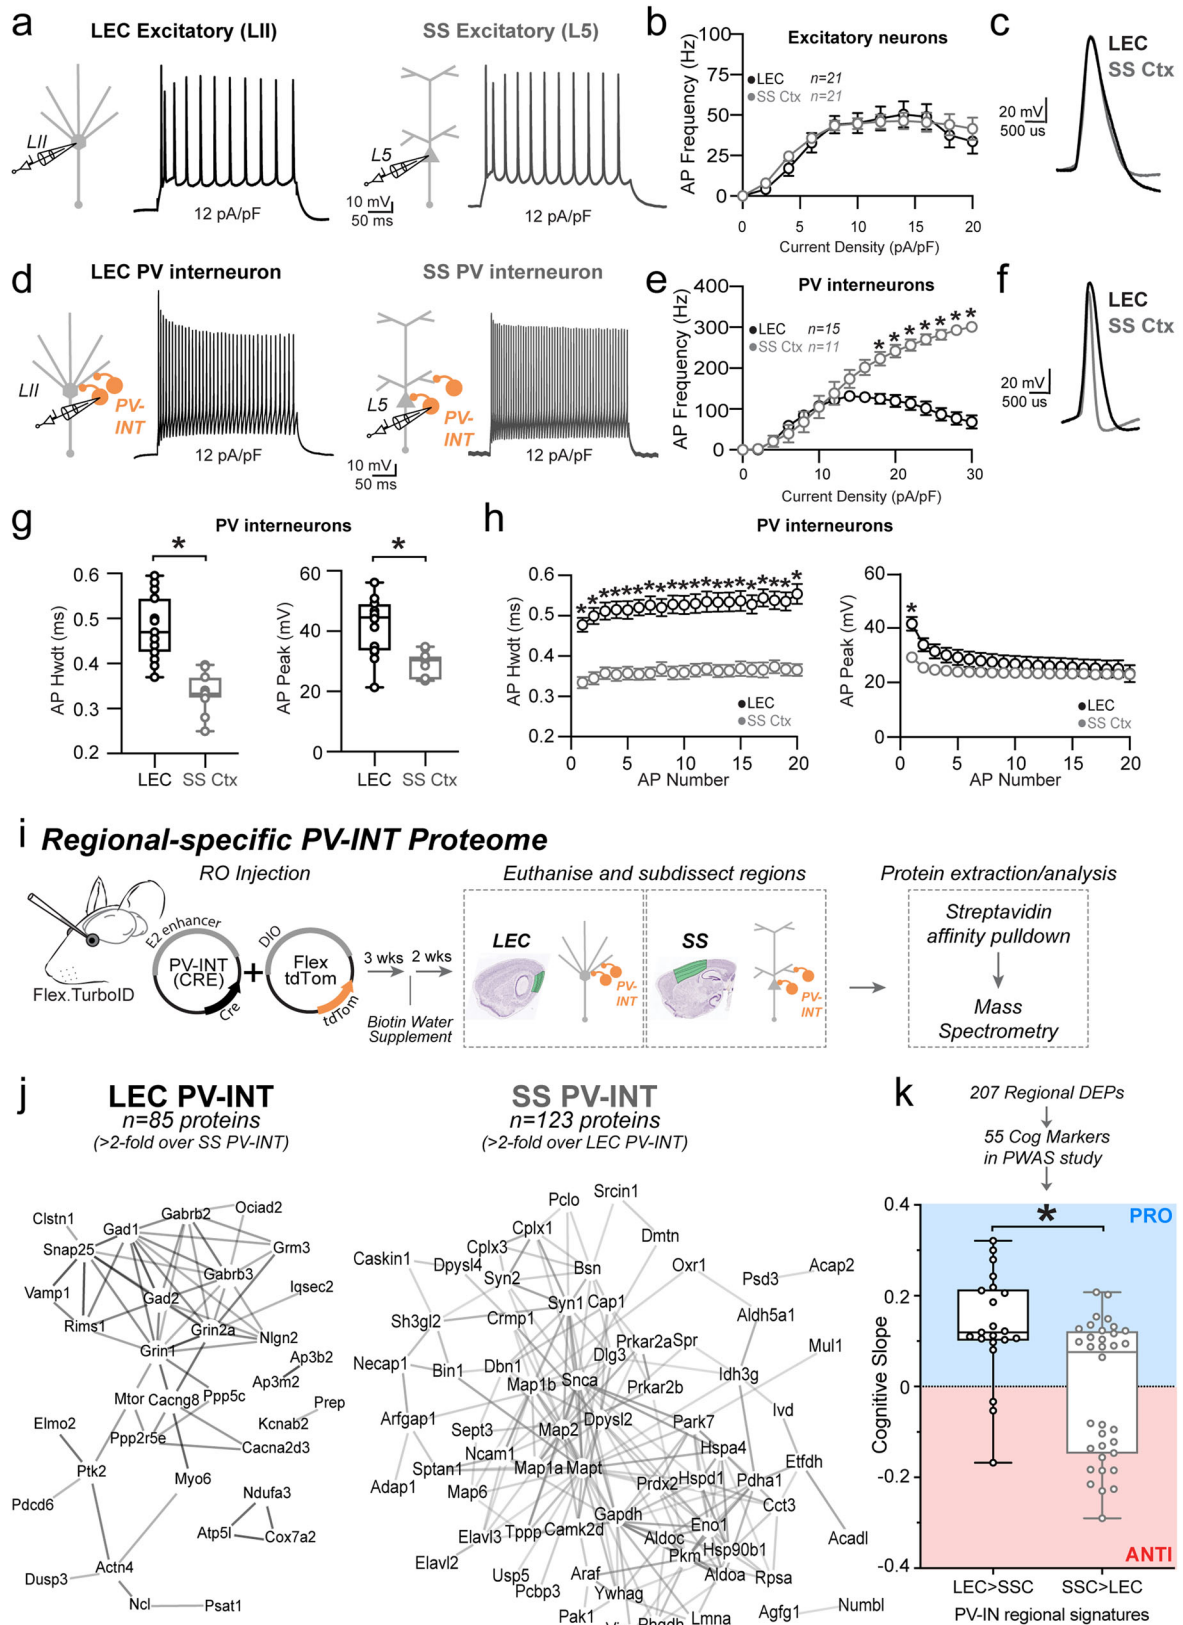 a
LEC Excitatory (LII)
SS Excitatory (L5)
LII
12 pA/pF
L5
10 mV
50 ms
12 pA/pF
b
Excitatory neurons
AP Frequency (Hz)
100
75
50
25
0
LEC n=21
SS Ctx n=21
0 5 10 15 20
Current Density (pA/pF)
c
LEC
SS Ctx
20 mV
500 us
d
LEC PV interneuron
SS PV interneuron
LII
PV-
INT
12 pA/pF
L5
PV-
INT
10 mV
50 ms
12 pA/pF
e
PV interneurons
AP Frequency (Hz)
400
300
200
100
0
LEC n=15
SS Ctx n=11
* * * * * * *
0 10 20 30
Current Density (pA/pF)
f
LEC
SS Ctx
20 mV
500 us
g
PV interneurons
AP Hwdt (ms)
0.6
0.5
0.4
0.3
0.2
*
LEC SS Ctx
AP Peak (mV)
60
40
20
0
*
LEC SS Ctx
h
PV interneurons
AP Hwdt (ms)
0.6
0.5
0.4
0.3
0.2
* * * * * * * * * * * * * * * * * * * *
LEC
SS Ctx
0 5 10 15 20
AP Number
AP Peak (mV)
60
40
20
0
*
LEC
SS Ctx
0 5 10 15 20
AP Number
i
Regional-specific PV-INT Proteome
RO Injection
Flex.TurboID
E2 enhancer
PV-INT
(CRE)
Cre
+
DIO
Flex
tdTom
tdTom
3 wks
2 wks
Biotin Water
Supplement
Euthanise and subdissect regions
LEC
PV-
INT
SS
PV-
INT
Protein extraction/analysis
Streptavidin
affinity pulldown
Mass
Spectrometry
j
LEC PV-INT
n=85 proteins
(>2-fold over SS PV-INT)
Clstn1
Gad1
Gabrb2
Ociad2
Snap25
Grm3
Vamp1
Gabrb3
Iqsec2
Gad2
Rims1
Grin2a
Nlgn2
Grin1
Ap3b2
Ap3m2
Mtor
Cacng8
Ppp5c
Prep
Elmo2
Kcnab2
Ppp2r5e
Cacna2d3
Ptk2
Myo6
Pdcd6
Ndufa3
Atp5l
Cox7a2
Actn4
Dusp3
Ncl
Psat1
SS PV-INT
n=123 proteins
(>2-fold over LEC PV-INT)
Pclo
Srcin1
Cplx1
Dmtn
Caskin1
Cplx3
Dpysl4
Syn2
Bsn
Oxr1
Psd3
Acap2
Syn1
Cap1
Aldh5a1
Sh3gl2
Crmp1
Prkar2a
Spr
Mul1
Necap1
Bin1
Dbn1
Dlg3
Idh3g
Map1b
Snca
Prkar2b
Ivd
Arfgap1
Dpysl2
Park7
Sept3
Map2
Hspa4
Ncam1
Etfdh
Sptan1
Map1a
Mapt
Adap1
Map6
Prdx2
Hspd1
Pdha1
Cct3
Gapdh
Elavl3
Tppp
Camk2d
Eno1
Aldoc
Acadl
Elavl2
Pkm
Hsp90b1
Usp5
Araf
Aldoa
Rpsa
Pcbp3
Ywhag
Pak1
Lmna
Agfg1
Numbl
k
207 Regional DEPs
55 Cog Markers
in PWAS study
Cognitive Slope
0.4
0.2
0
-0.2
-0.4
PRO
*
ANTI
LEC>SSC SSC>LEC
PV-IN regional signatures